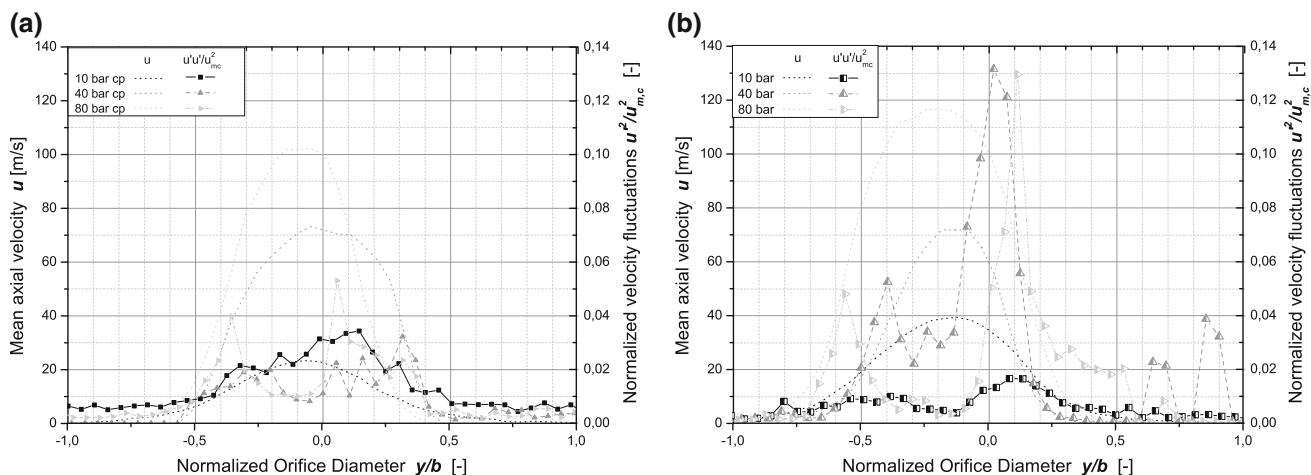 (a)
140
120
100
80
60
40
20
0
Mean axial velocity u [m/s]
u u'u'/u²mc
10 bar cp
40 bar cp
80 bar cp
0,14
0,12
0,10
0,08
0,06
0,04
0,02
0,00
Normalized velocity fluctuations u'²/u²m,c [-]
-1,0 -0,5 0,0 0,5 1,0
Normalized Orifice Diameter y/b [-]
(b)
140
120
100
80
60
40
20
0
Mean axial velocity u [m/s]
u u'u'/u²mc
10 bar
40 bar
80 bar
0,14
0,12
0,10
0,08
0,06
0,04
0,02
0,00
Normalized velocity fluctuations u'²/u²m,c [-]
-1,0 -0,5 0,0 0,5 1,0
Normalized Orifice Diameter y/b [-]